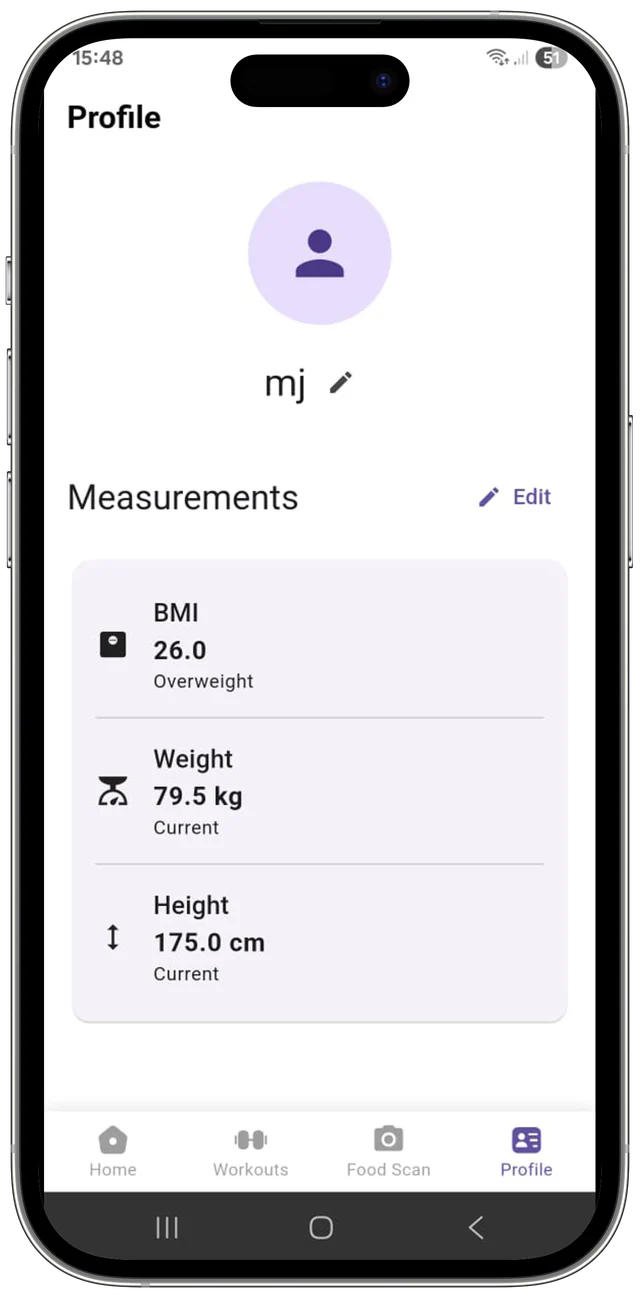 15:48
51
Profile
mj
Measurements
Edit
BMI
26.0
Overweight
Weight
79.5 kg
Current
Height
175.0 cm
Current
Home
Workouts
Food Scan
Profile